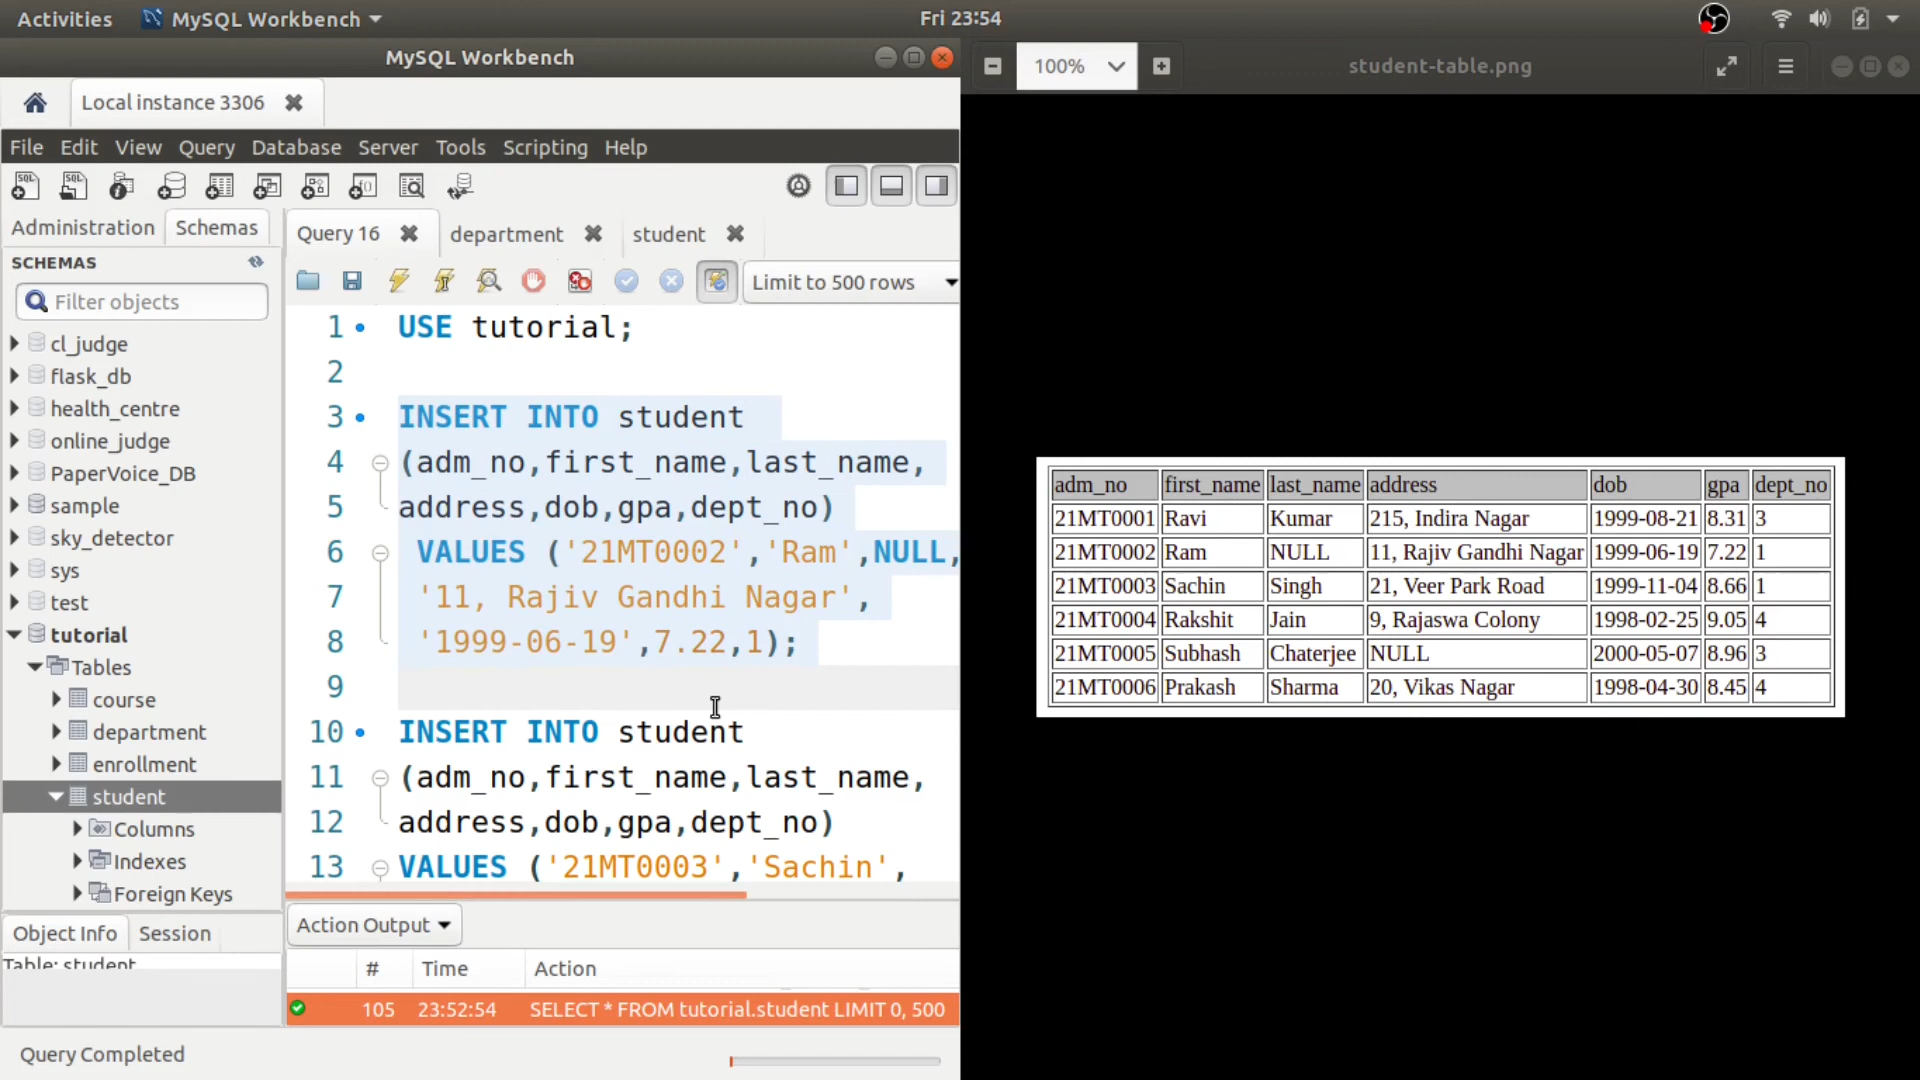 Activities MySQL Workbench Fri 23:54
MySQL Workbench
Local instance 3306
File Edit View Query Database Server Tools Scripting Help
Administration Schemas
SCHEMAS
Filter objects
cl_judge
flask_db
health_centre
online_judge
PaperVoice_DB
sample
sky_detector
sys
test
tutorial
Tables
course
department
enrollment
student
Columns
Indexes
Foreign Keys
Object Info Session
Table: student
Query Completed
Query 16 department student
Limit to 500 rows
1 USE tutorial;
2
3 INSERT INTO student
4 (adm_no,first_name,last_name,
5 address,dob,gpa,dept_no)
6 VALUES ('21MT0002','Ram',NULL,
7 '11, Rajiv Gandhi Nagar',
8 '1999-06-19',7.22,1);
9
10 INSERT INTO student
11 (adm_no,first_name,last_name,
12 address,dob,gpa,dept_no)
13 VALUES ('21MT0003','Sachin',
Action Output
# Time Action
105 23:52:54 SELECT * FROM tutorial.student LIMIT 0, 500
100% student-table.png
adm_no first_name last_name address dob gpa dept_no
21MT0001 Ravi Kumar 215, Indira Nagar 1999-08-21 8.31 3
21MT0002 Ram NULL 11, Rajiv Gandhi Nagar 1999-06-19 7.22 1
21MT0003 Sachin Singh 21, Veer Park Road 1999-11-04 8.66 1
21MT0004 Rakshit Jain 9, Rajaswa Colony 1998-02-25 9.05 4
21MT0005 Subhash Chaterjee NULL 2000-05-07 8.96 3
21MT0006 Prakash Sharma 20, Vikas Nagar 1998-04-30 8.45 4